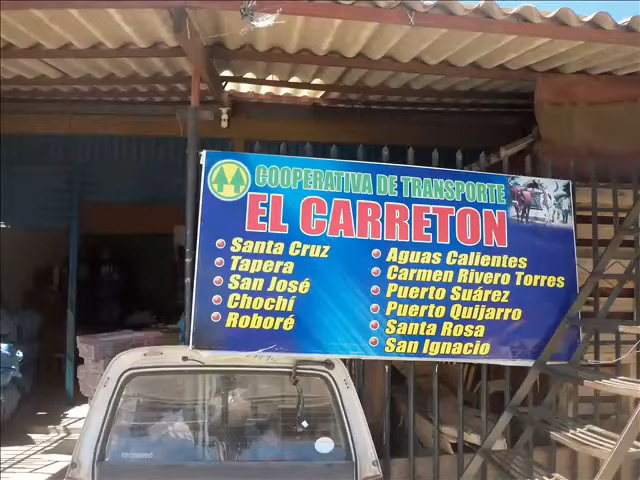 COOPERATIVA DE TRANSPORTE
EL CARRETON
Santa Cruz
Tapera
San José
Chochí
Roboré
Aguas Calientes
Carmen Rivero Torres
Puerto Suárez
Puerto Quijarro
Santa Rosa
San Ignacio